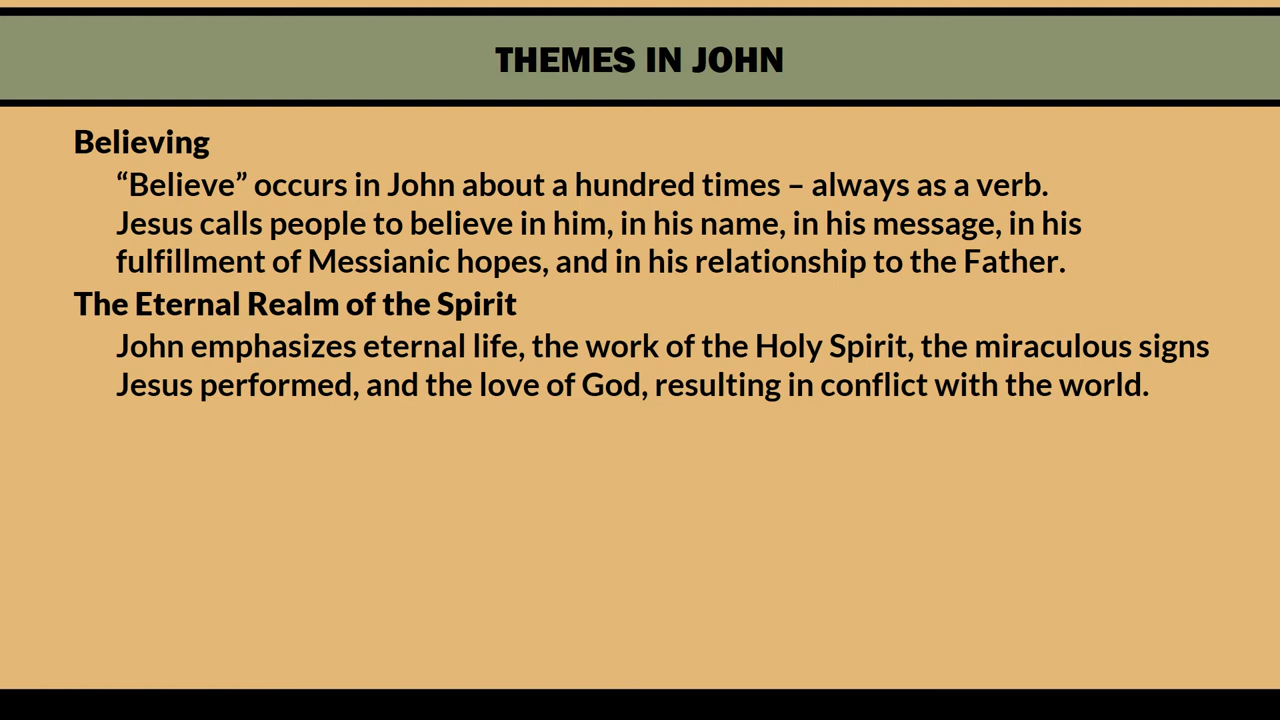 THEMES IN JOHN
Believing
“Believe” occurs in John about a hundred times – always as a verb.
Jesus calls people to believe in him, in his name, in his message, in his
fulfillment of Messianic hopes, and in his relationship to the Father.
The Eternal Realm of the Spirit
John emphasizes eternal life, the work of the Holy Spirit, the miraculous signs
Jesus performed, and the love of God, resulting in conflict with the world.